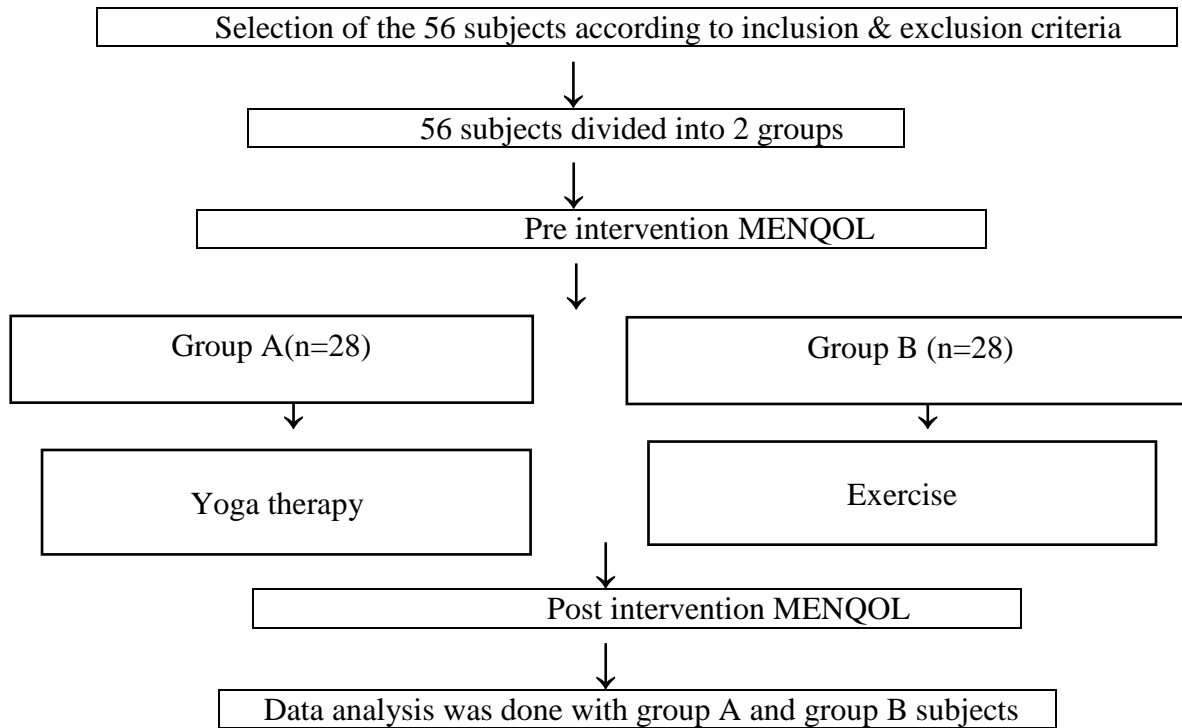 Selection of the 56 subjects according to inclusion & exclusion criteria
56 subjects divided into 2 groups
Pre intervention MENQOL
Group A(n=28)
Group B (n=28)
Yoga therapy
Exercise
Post intervention MENQOL
Data analysis was done with group A and group B subjects